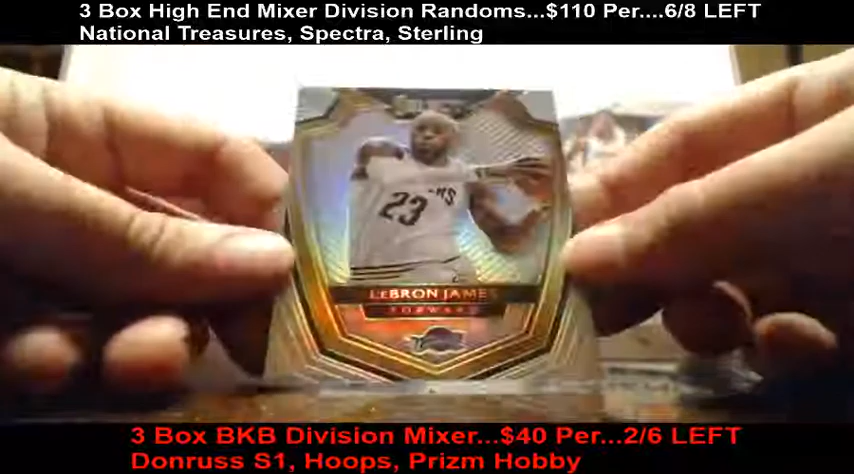 3 Box High End Mixer Division Randoms...$110 Per....6/8 LEFT
National Treasures, Spectra, Sterling
23
LEBRON JAMES
FORWARD
3 Box BKB Division Mixer...$40 Per...2/6 LEFT
Donruss S1, Hoops, Prizm Hobby